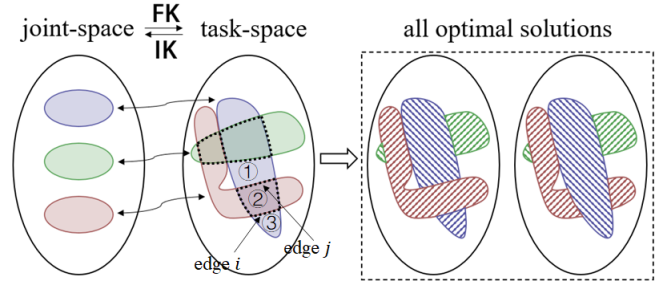 joint-space FK task-space all optimal solutions
IK
①
②
③
edge i edge j